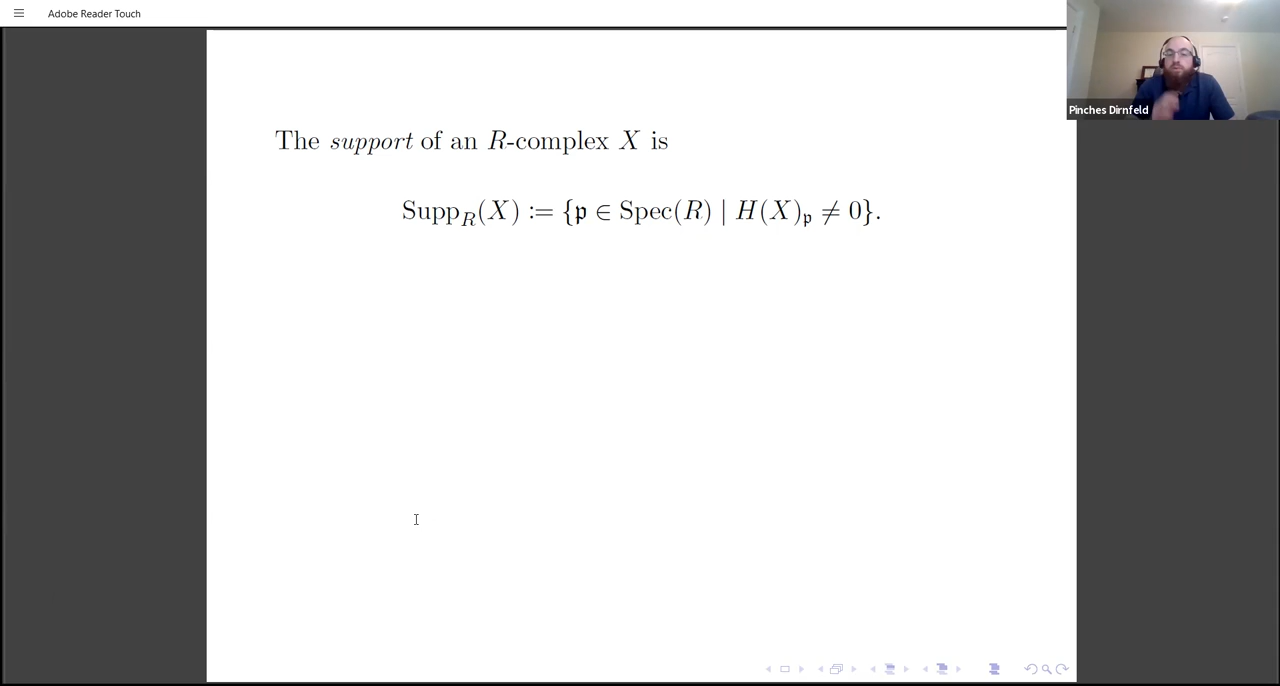 Adobe Reader Touch
Pinches Dirnfeld
The support of an R-complex X is
Supp_R(X) := {𝔭 ∈ Spec(R) | H(X)_𝔭 ≠ 0}.